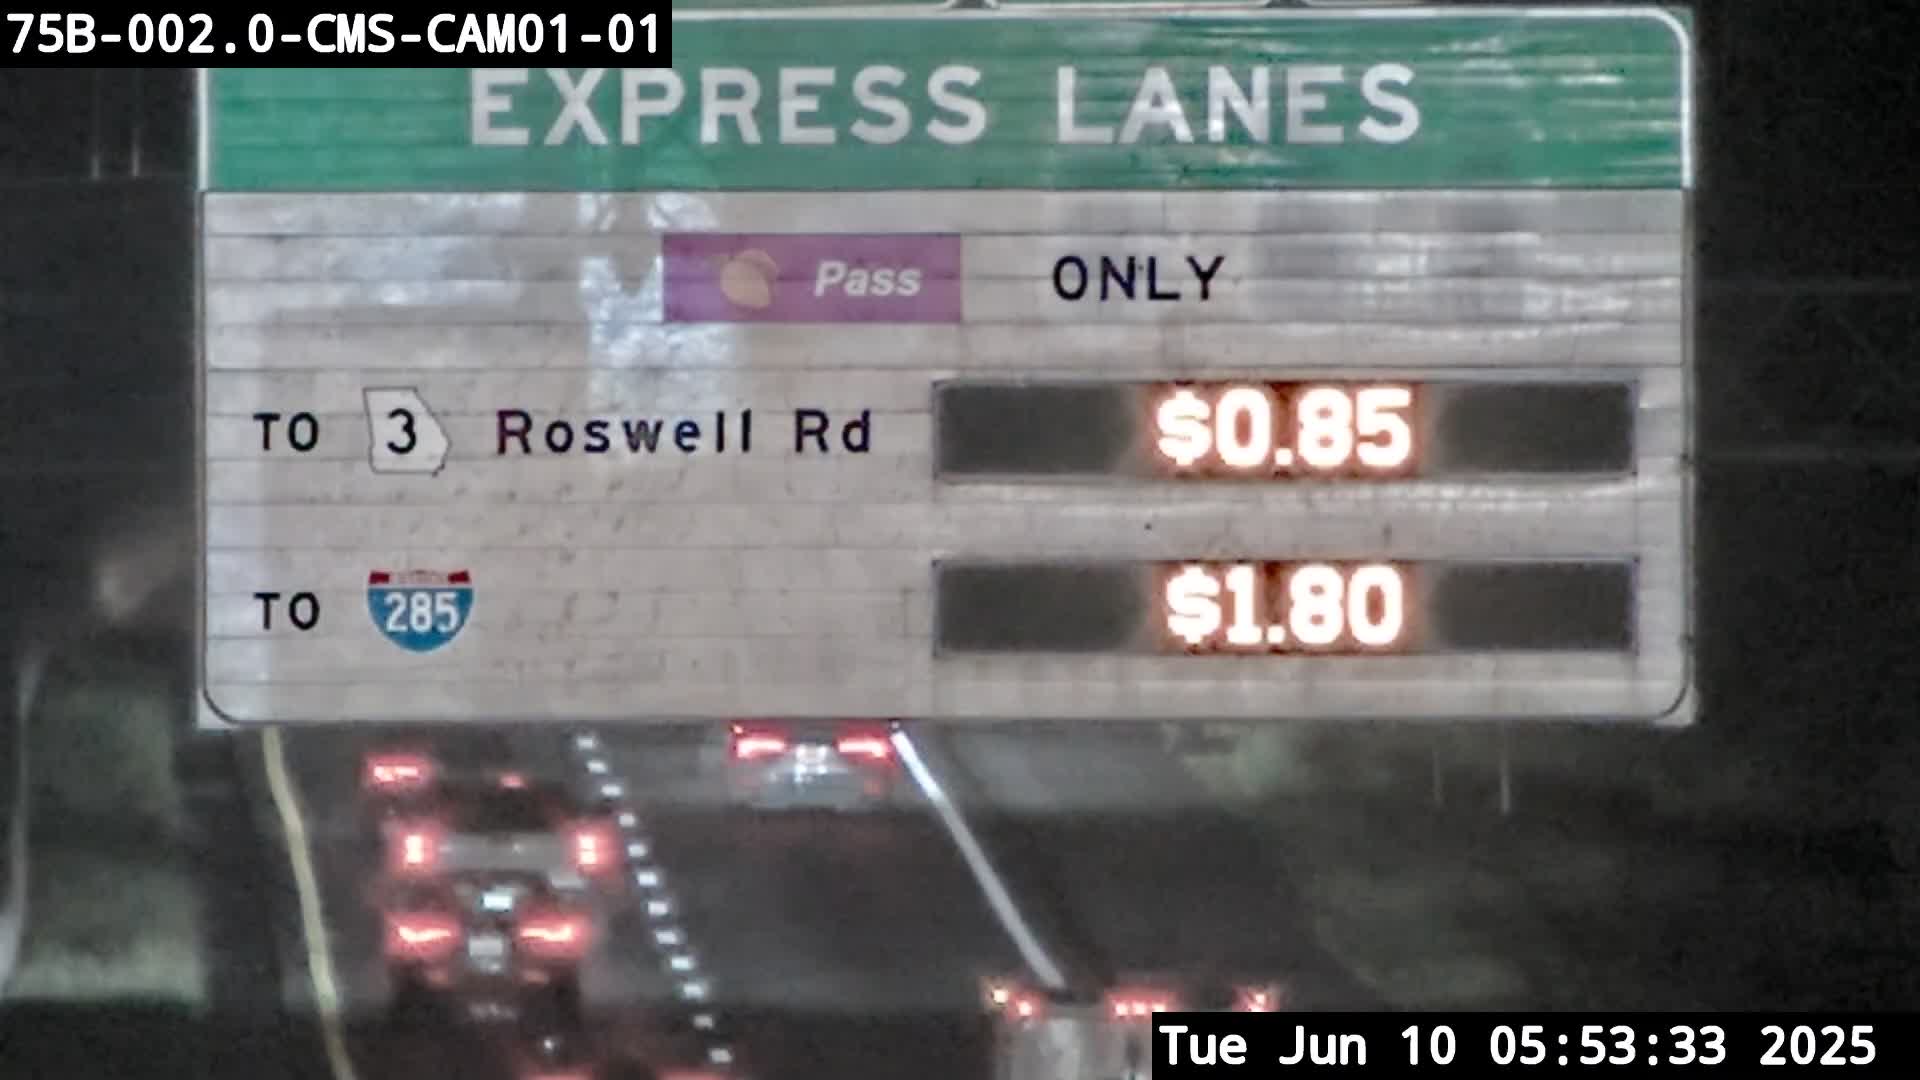 75B-002.0-CMS-CAM01-01
EXPRESS LANES
Pass ONLY
TO 3 Roswell Rd $0.85
TO 285 $1.80
Tue Jun 10 05:53:33 2025